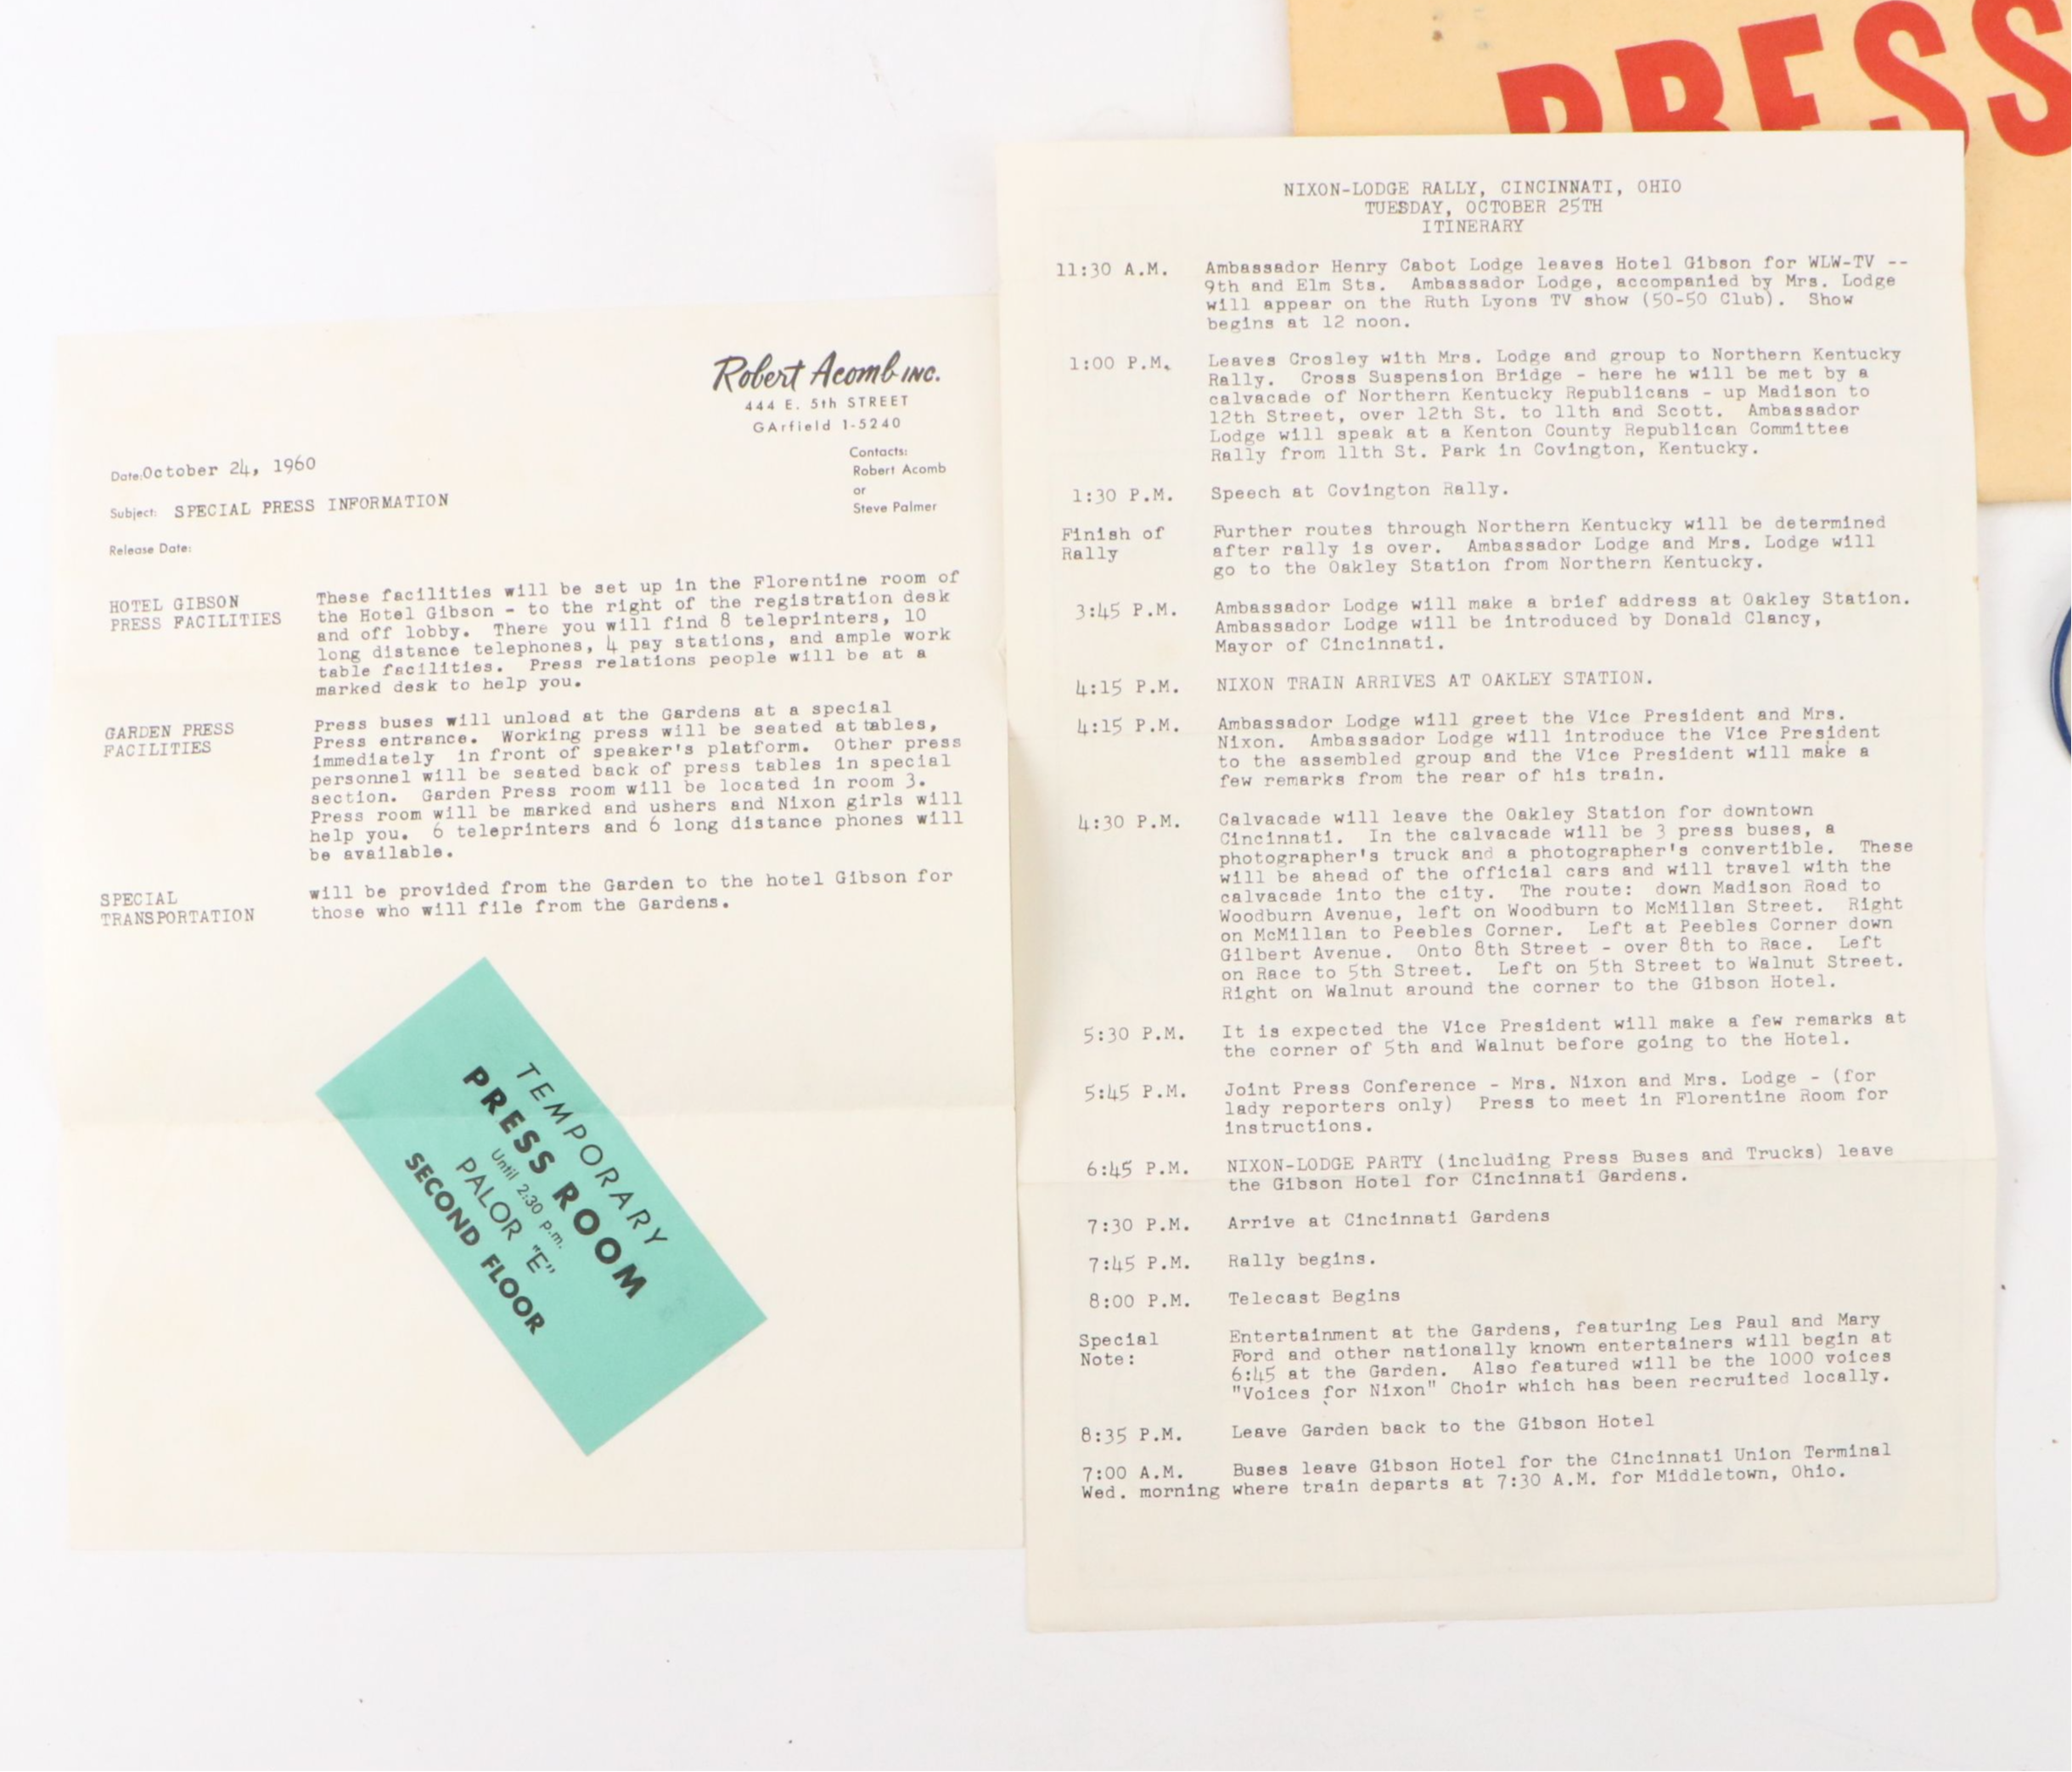 PRESS
Robert Acomb INC.
444 E. 5th STREET
GArfield 1-5240
Contacts:
Robert Acomb
or
Steve Palmer
Date: October 24, 1960
Subject: SPECIAL PRESS INFORMATION
Release Date:
HOTEL GIBSON
PRESS FACILITIES
These facilities will be set up in the Florentine room of
the Hotel Gibson - to the right of the registration desk
and off lobby. There you will find 8 teleprinters, 10
long distance telephones, 4 pay stations, and ample work
table facilities. Press relations people will be at a
marked desk to help you.
GARDEN PRESS
FACILITIES
Press buses will unload at the Gardens at a special
Press entrance. Working press will be seated at tables,
immediately in front of speaker's platform. Other press
personnel will be seated back of press tables in special
section. Garden Press room will be located in room 3.
Press room will be marked and ushers and Nixon girls will
help you. 6 teleprinters and 6 long distance phones will
be available.
SPECIAL
TRANSPORTATION
will be provided from the Garden to the hotel Gibson for
those who will file from the Gardens.
TEMPORARY
PRESS ROOM
Until 2:30 p.m.
PALOR "E"
SECOND FLOOR
NIXON-LODGE RALLY, CINCINNATI, OHIO
TUESDAY, OCTOBER 25TH
ITINERARY
11:30 A.M. Ambassador Henry Cabot Lodge leaves Hotel Gibson for WLW-TV --
9th and Elm Sts. Ambassador Lodge, accompanied by Mrs. Lodge
will appear on the Ruth Lyons TV show (50-50 Club). Show
begins at 12 noon.
1:00 P.M. Leaves Crosley with Mrs. Lodge and group to Northern Kentucky
Rally. Cross Suspension Bridge - here he will be met by a
calvacade of Northern Kentucky Republicans - up Madison to
12th Street, over 12th St. to 11th and Scott. Ambassador
Lodge will speak at a Kenton County Republican Committee
Rally from 11th St. Park in Covington, Kentucky.
1:30 P.M. Speech at Covington Rally.
Finish of
Rally
Further routes through Northern Kentucky will be determined
after rally is over. Ambassador Lodge and Mrs. Lodge will
go to the Oakley Station from Northern Kentucky.
3:45 P.M. Ambassador Lodge will make a brief address at Oakley Station.
Ambassador Lodge will be introduced by Donald Clancy,
Mayor of Cincinnati.
4:15 P.M. NIXON TRAIN ARRIVES AT OAKLEY STATION.
4:15 P.M. Ambassador Lodge will greet the Vice President and Mrs.
Nixon. Ambassador Lodge will introduce the Vice President
to the assembled group and the Vice President will make a
few remarks from the rear of his train.
4:30 P.M. Calvacade will leave the Oakley Station for downtown
Cincinnati. In the calvacade will be 3 press buses, a
photographer's truck and a photographer's convertible. These
will be ahead of the official cars and will travel with the
calvacade into the city. The route: down Madison Road to
Woodburn Avenue, left on Woodburn to McMillan Street. Right
on McMillan to Peebles Corner. Left at Peebles Corner down
Gilbert Avenue. Onto 8th Street - over 8th to Race. Left
on Race to 5th Street. Left on 5th Street to Walnut Street.
Right on Walnut around the corner to the Gibson Hotel.
5:30 P.M. It is expected the Vice President will make a few remarks at
the corner of 5th and Walnut before going to the Hotel.
5:45 P.M. Joint Press Conference - Mrs. Nixon and Mrs. Lodge - (for
lady reporters only) Press to meet in Florentine Room for
instructions.
6:45 P.M. NIXON-LODGE PARTY (including Press Buses and Trucks) leave
the Gibson Hotel for Cincinnati Gardens.
7:30 P.M. Arrive at Cincinnati Gardens
7:45 P.M. Rally begins.
8:00 P.M. Telecast Begins
Special
Note:
Entertainment at the Gardens, featuring Les Paul and Mary
Ford and other nationally known entertainers will begin at
6:45 at the Garden. Also featured will be the 1000 voices
"Voices for Nixon" Choir which has been recruited locally.
8:35 P.M. Leave Garden back to the Gibson Hotel
7:00 A.M. Buses leave Gibson Hotel for the Cincinnati Union Terminal
Wed. morning where train departs at 7:30 A.M. for Middletown, Ohio.